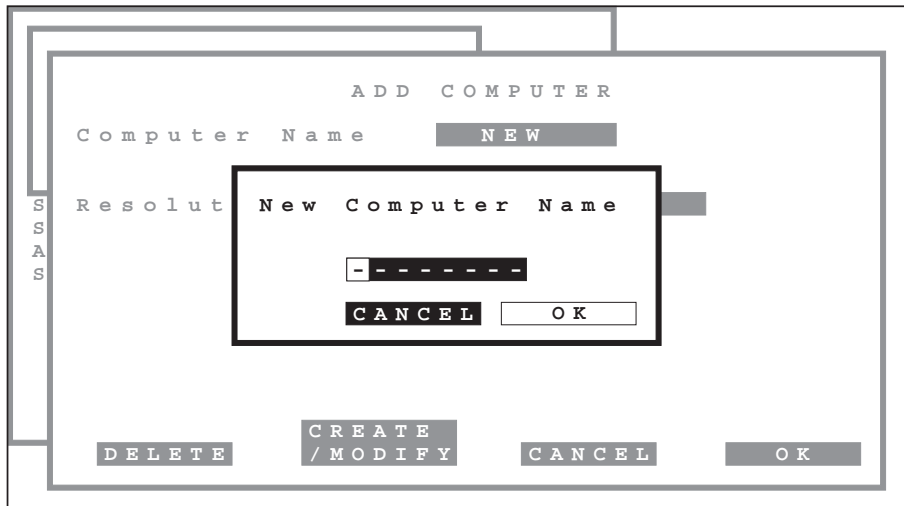 ADD COMPUTER
Computer Name NEW
S Resolut
S
A
S
New Computer Name
--------
CANCEL OK
DELETE CREATE
/MODIFY CANCEL OK